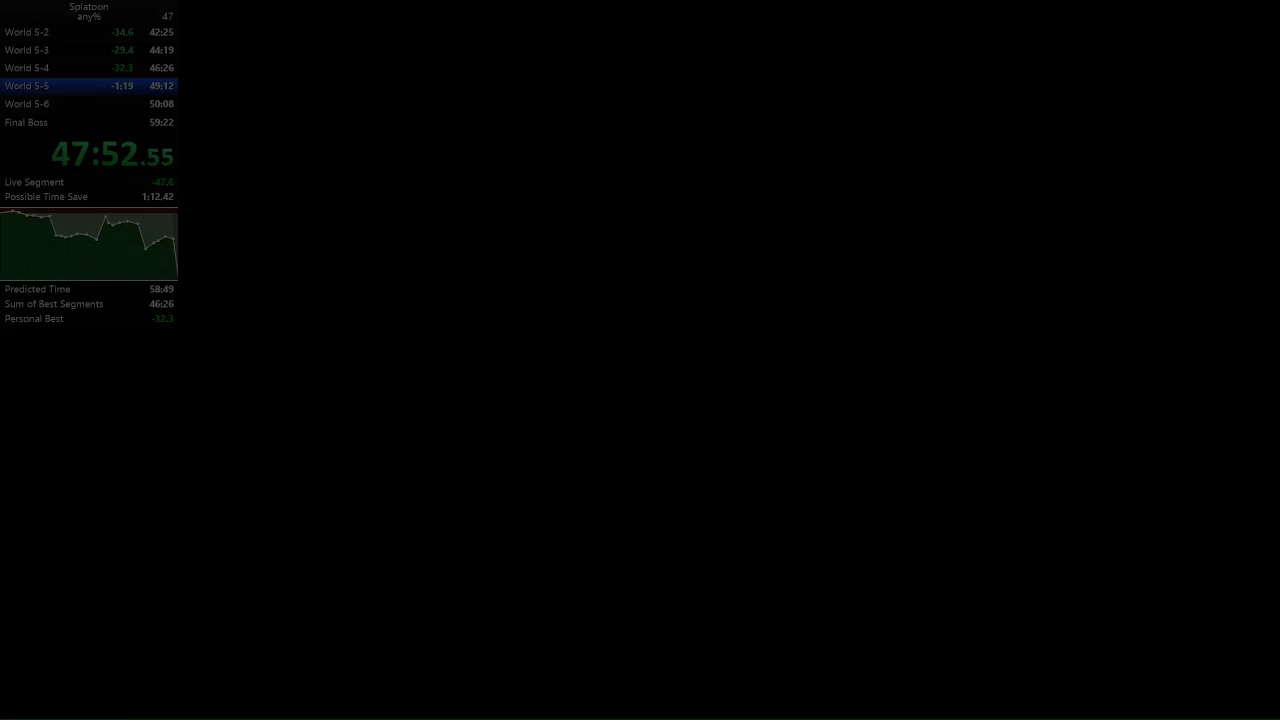 Splatoon
any% 47
World 5-2 -34.6 42:25
World 5-3 -29.4 44:19
World 5-4 -32.3 46:26
World 5-5 -1:19 49:12
World 5-6 50:08
Final Boss 59:22
47:52.55
Live Segment -47.6
Possible Time Save 1:12.42
Predicted Time 58:49
Sum of Best Segments 46:26
Personal Best -32.3